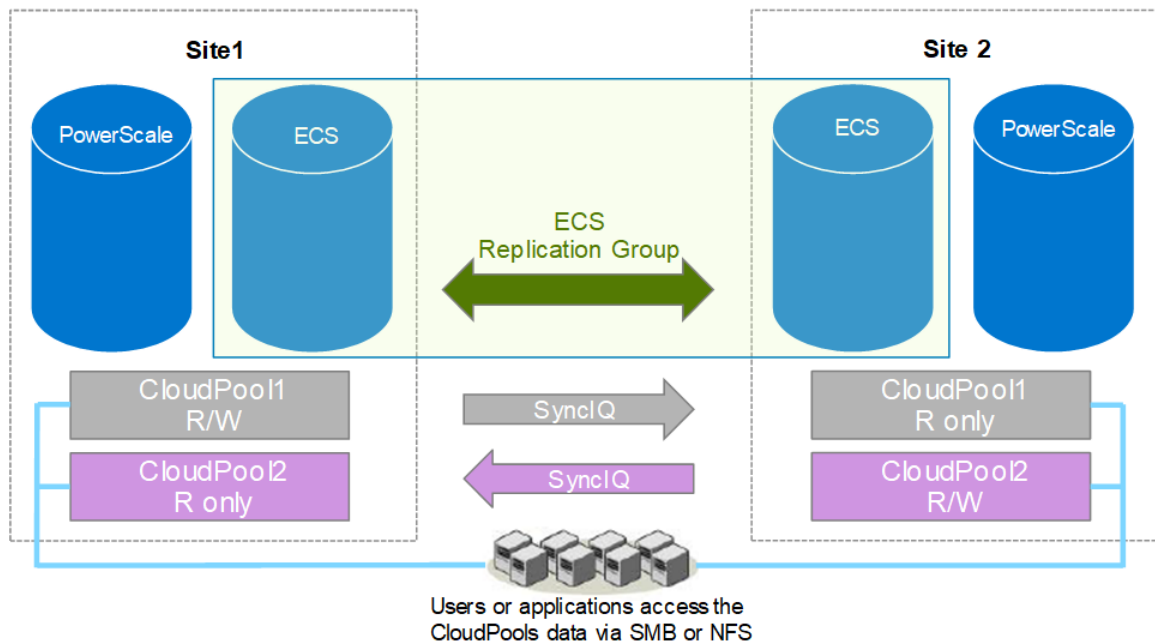 Site1
Site 2
PowerScale
ECS
ECS
PowerScale
ECS
Replication Group
CloudPool1
R/W
SyncIQ
CloudPool1
R only
CloudPool2
R only
SyncIQ
CloudPool2
R/W
Users or applications access the
CloudPools data via SMB or NFS